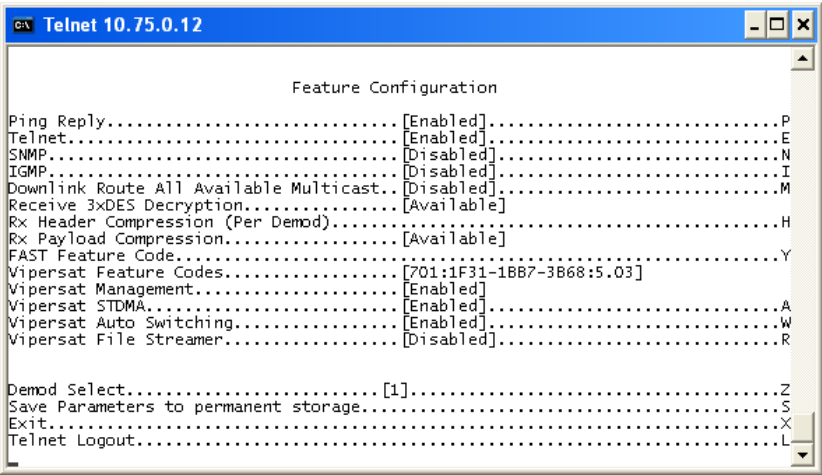 Telnet 10.75.0.12
Feature Configuration
Ping Reply.................................[Enabled]................................P
Telnet.....................................[Enabled]................................E
SNMP.......................................[Disabled]...............................N
IGMP.......................................[Disabled]...............................I
Downlink Route All Available Multicast..[Disabled]...............................M
Receive 3xDES Decryption.................[Available]
Rx Header Compression (Per Demod)...................................................H
Rx Payload Compression...................[Available]
FAST Feature Code...................................................................Y
Vipersat Feature Codes...................[701:1F31-1BB7-3B68:5.03]
Vipersat Management......................[Enabled]
Vipersat STDMA...........................[Enabled]................................A
Vipersat Auto Switching..................[Enabled]................................W
Vipersat File Streamer...................[Disabled]...............................R
Demod Select.............................[1]........................................Z
Save Parameters to permanent storage................................................S
Exit................................................................................X
Telnet Logout.......................................................................L